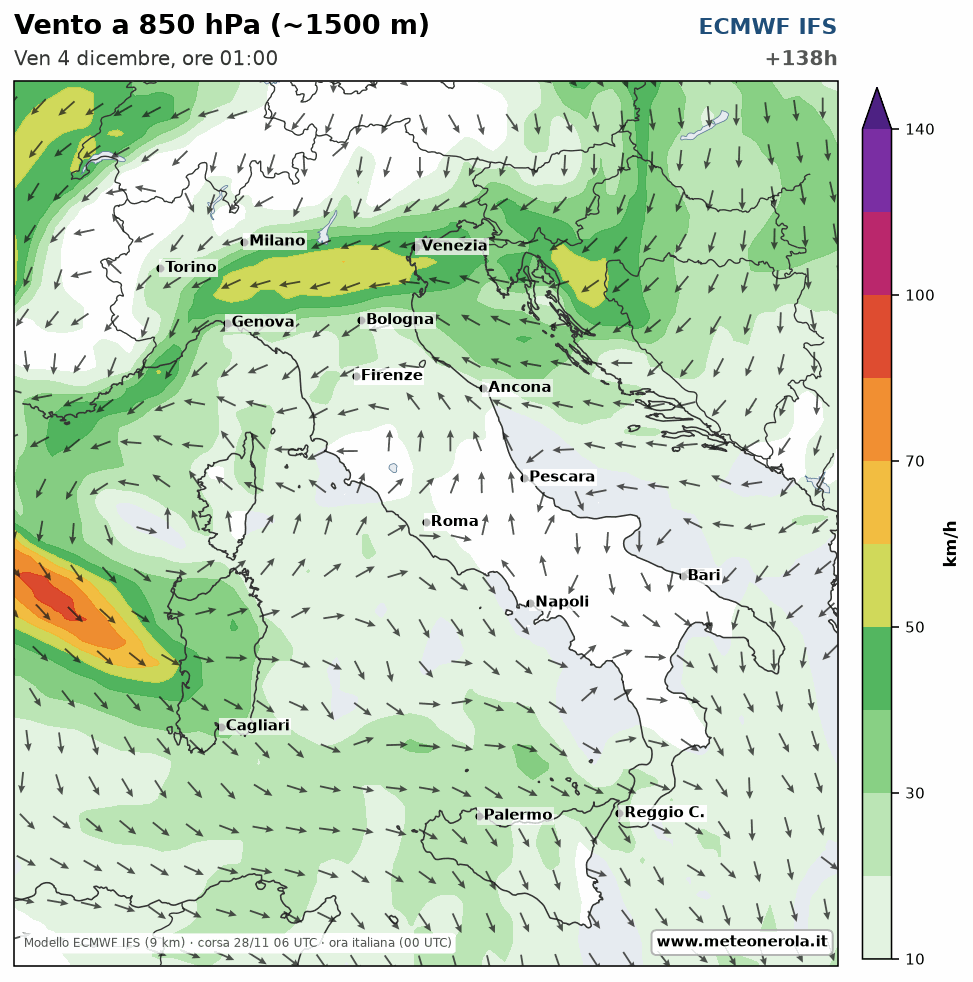 Vento a 850 hPa (~1500 m)
ECMWF IFS
Ven 4 dicembre, ore 01:00
+138h
140
100
70
50
30
10
km/h
Milano
Venezia
Torino
Genova
Bologna
Firenze
Ancona
Pescara
Roma
Bari
Napoli
Cagliari
Palermo
Reggio C.
Modello ECMWF IFS (9 km) · corsa 28/11 06 UTC · ora italiana (00 UTC)
www.meteonerola.it